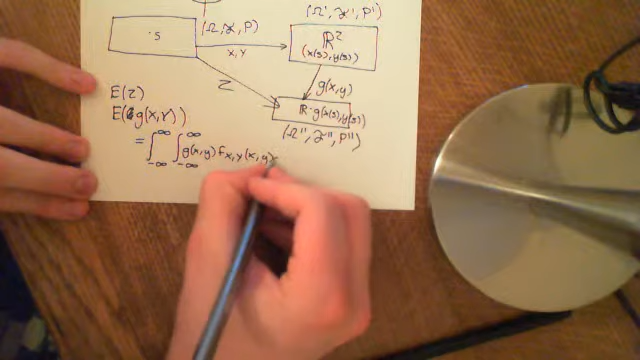 (Ω', ℱ', P')
(Ω, ℱ, P)
·s
ℝ²
(x(s), y(s))
x, y
g(x,y)
Z
ℝ·g(x(s),y(s))
(Ω'', ℱ'', P'')
E(Z)
E(g(x,Y))
= ∫_{-∞}^{∞} ∫_{-∞}^{∞} g(x,y) f_{x,y}(x,y)